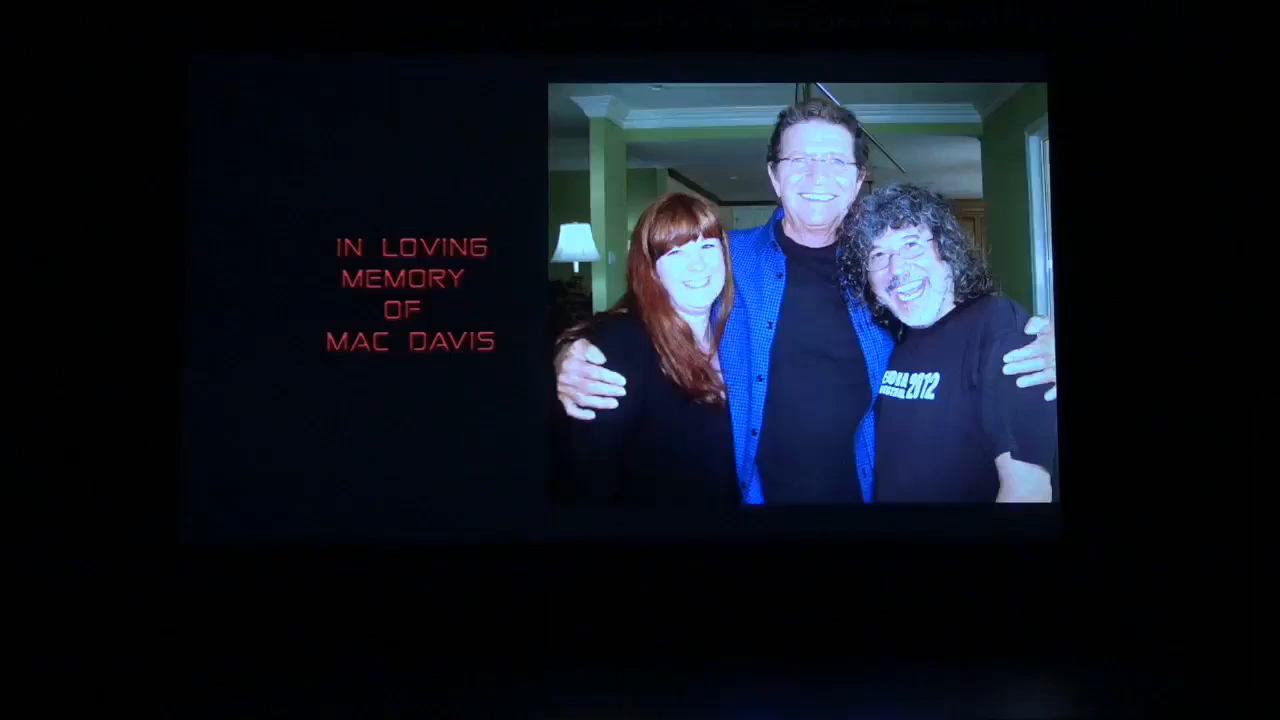 IN LOVING
MEMORY
OF
MAC DAVIS
2012